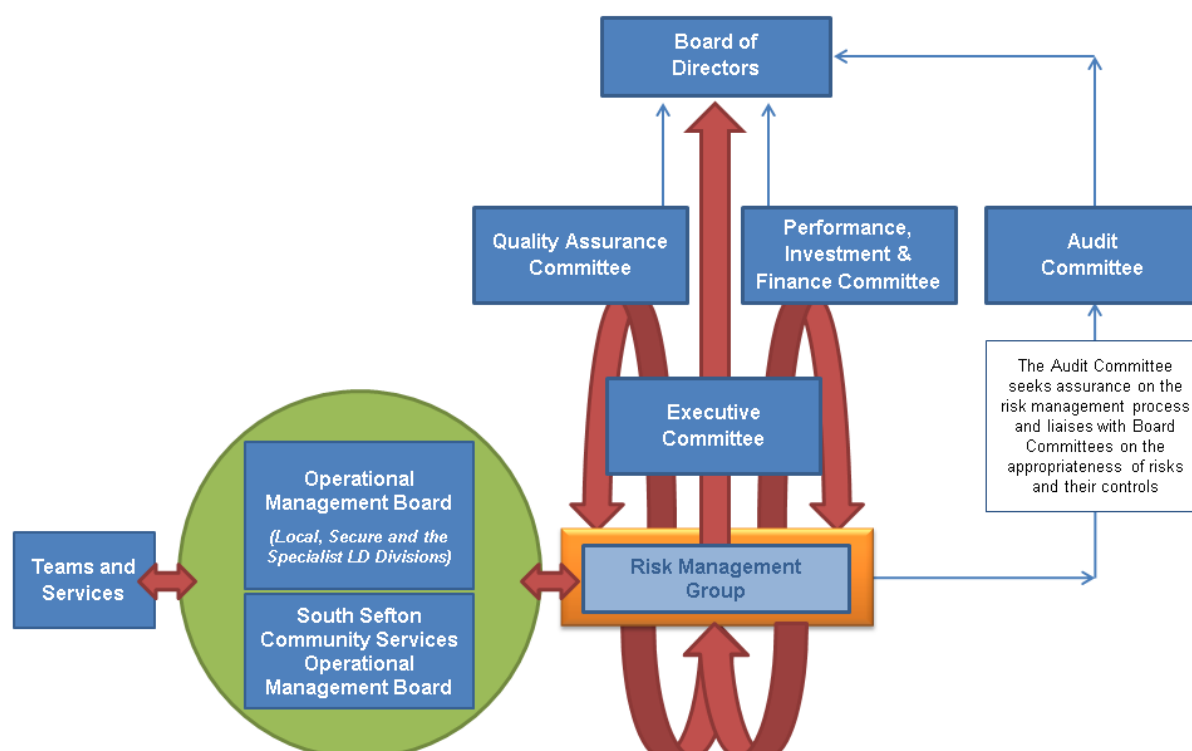 Board of
Directors
Quality Assurance
Committee
Performance,
Investment &
Finance Committee
Audit
Committee
The Audit Committee
seeks assurance on the
risk management process
and liaises with Board
Committees on the
appropriateness of risks
and their controls
Executive
Committee
Operational
Management Board
(Local, Secure and the
Specialist LD Divisions)
Teams and
Services
Risk Management
Group
South Sefton
Community Services
Operational
Management Board